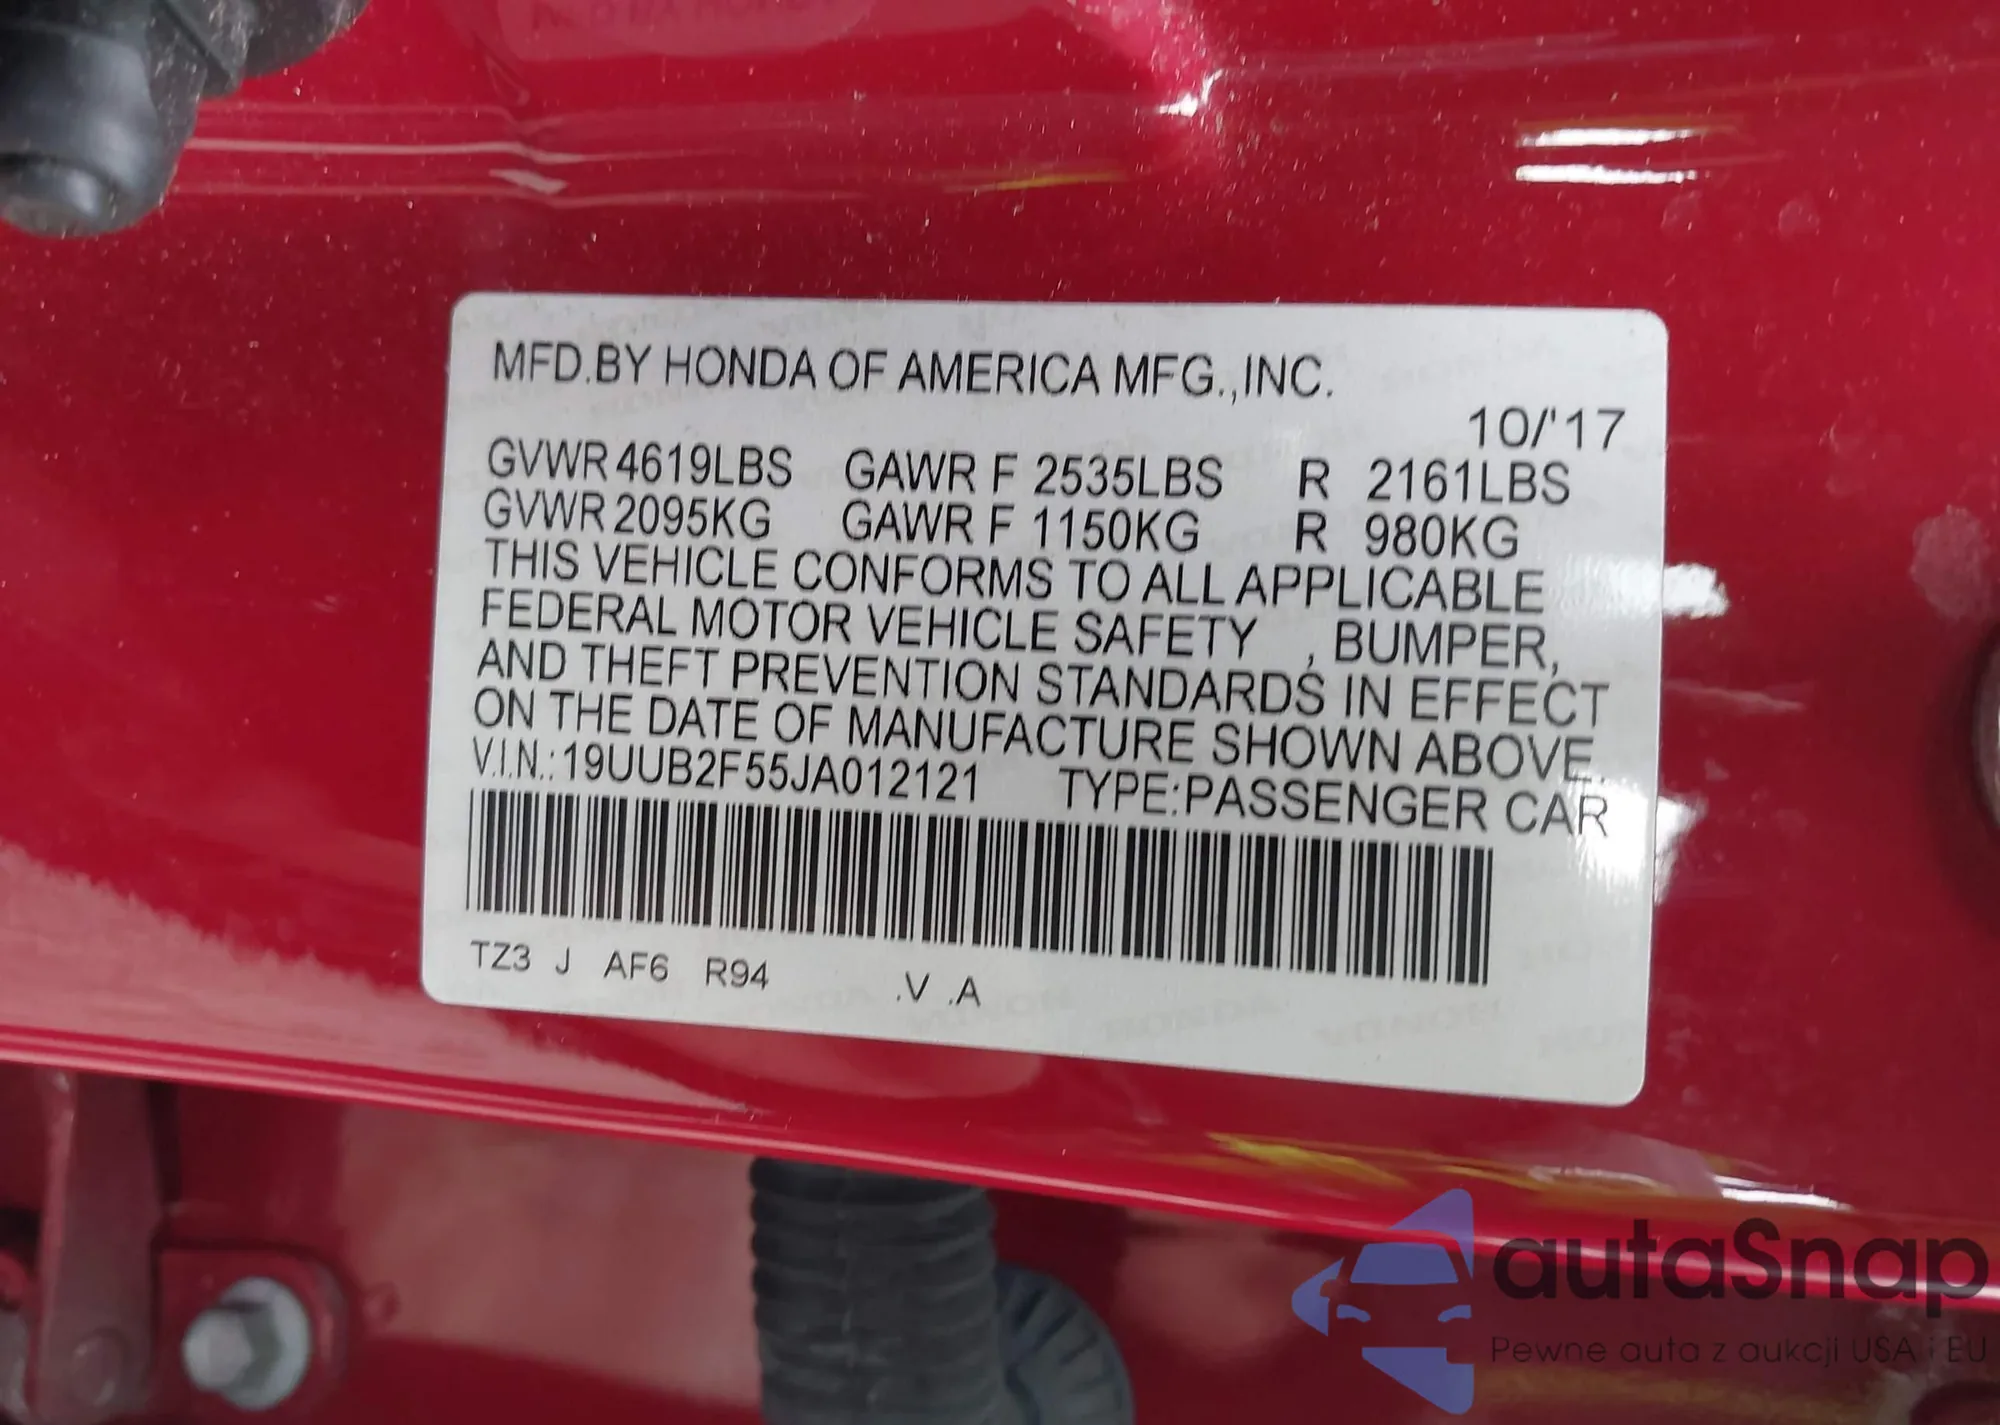 MFD.BY HONDA OF AMERICA MFG.,INC.
10/'17
GVWR 4619LBS GAWR F 2535LBS R 2161LBS
GVWR 2095KG GAWR F 1150KG R 980KG
THIS VEHICLE CONFORMS TO ALL APPLICABLE
FEDERAL MOTOR VEHICLE SAFETY , BUMPER,
AND THEFT PREVENTION STANDARDS IN EFFECT
ON THE DATE OF MANUFACTURE SHOWN ABOVE.
V.I.N.:19UUB2F55JA012121 TYPE:PASSENGER CAR
TZ3 J AF6 R94 .V .A
autaSnap
Pewne auta z aukcji USA i EU